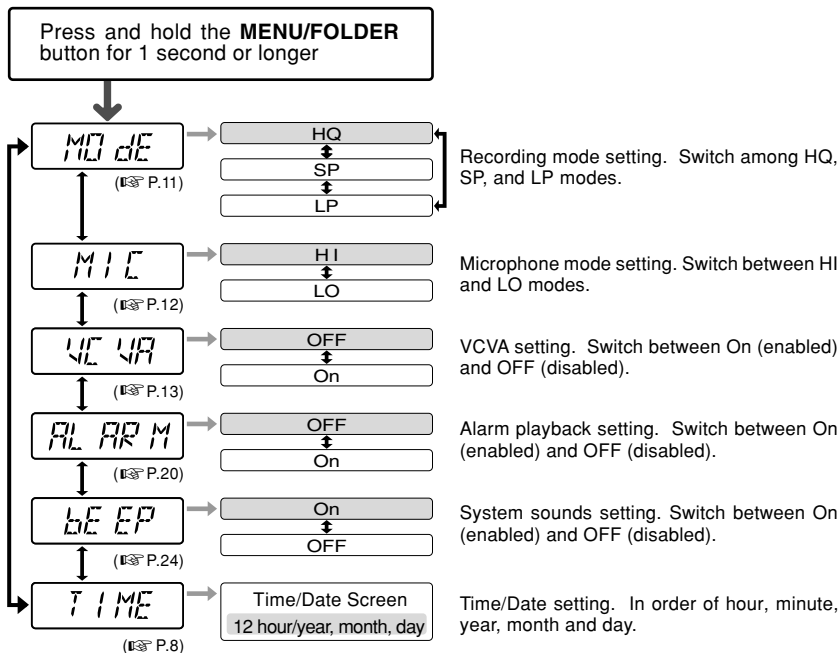 Press and hold the MENU/FOLDER
button for 1 second or longer
MO dE
(☞ P.11)
HQ
SP
LP
Recording mode setting. Switch among HQ,
SP, and LP modes.
MIC
(☞ P.12)
HI
LO
Microphone mode setting. Switch between HI
and LO modes.
VC VA
(☞ P.13)
OFF
On
VCVA setting. Switch between On (enabled)
and OFF (disabled).
AL AR M
(☞ P.20)
OFF
On
Alarm playback setting. Switch between On
(enabled) and OFF (disabled).
bE EP
(☞ P.24)
On
OFF
System sounds setting. Switch between On
(enabled) and OFF (disabled).
TIME
(☞ P.8)
Time/Date Screen
12 hour/year, month, day
Time/Date setting. In order of hour, minute,
year, month and day.